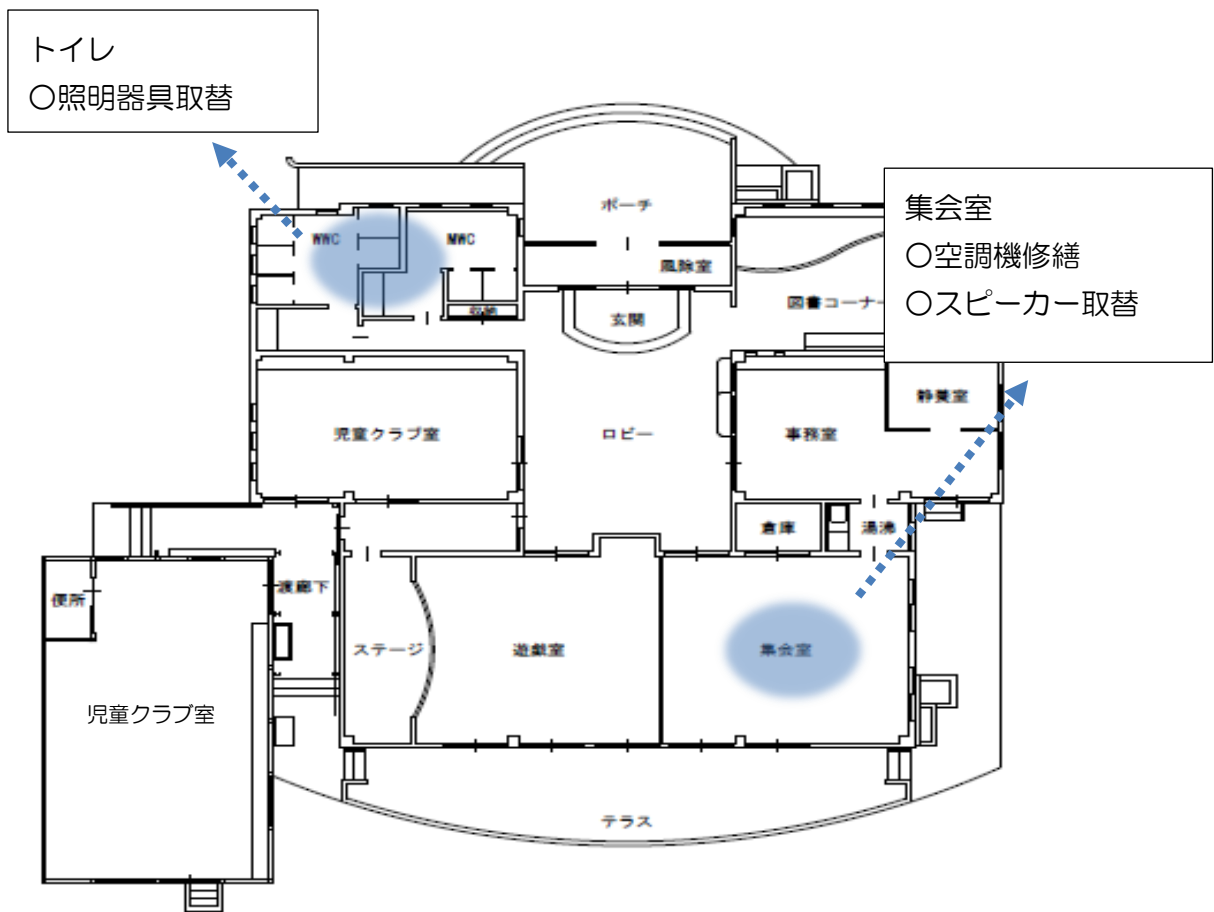 トイレ
○照明器具取替
集会室
○空調機修繕
○スピーカー取替
ポーチ
WWC
MWC
風除室
収納
玄関
図書コーナー
静養室
児童クラブ室
ロビー
事務室
倉庫
湯沸
便所
渡廊下
ステージ
遊戯室
集会室
児童クラブ室
テラス